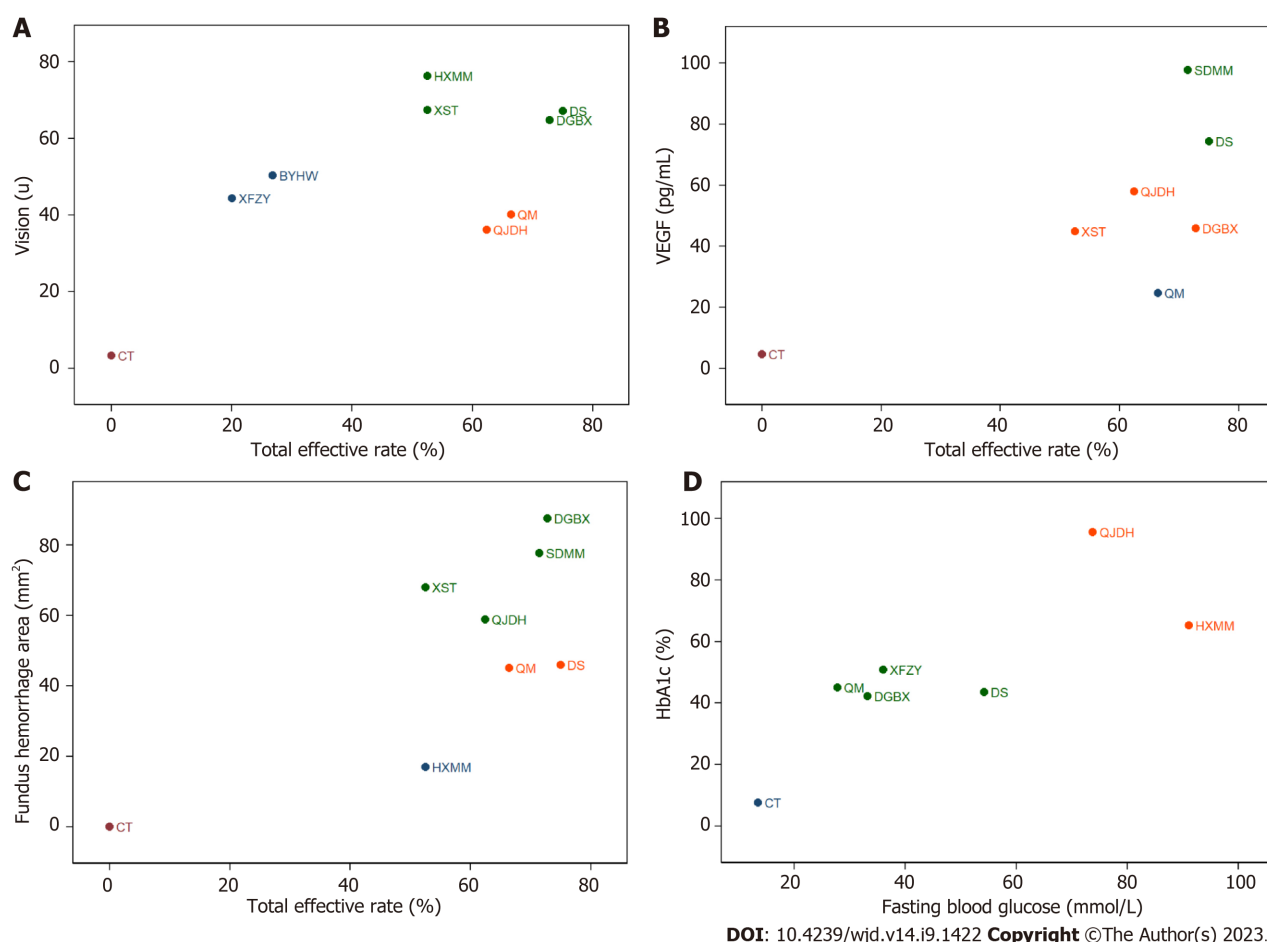 A
Vision (u)
80
60
40
20
0
HXMM
XST
DS
DGBX
BYHW
XFZY
QM
QJDH
CT
0 20 40 60 80
Total effective rate (%)
B
VEGF (pg/mL)
100
80
60
40
20
0
SDMM
DS
QJDH
XST
DGBX
QM
CT
0 20 40 60 80
Total effective rate (%)
C
Fundus hemorrhage area (mm²)
80
60
40
20
0
DGBX
SDMM
XST
QJDH
QM
DS
HXMM
CT
0 20 40 60 80
Total effective rate (%)
D
HbA1c (%)
100
80
60
40
20
0
QJDH
HXMM
XFZY
QM
DGBX
DS
CT
20 40 60 80 100
Fasting blood glucose (mmol/L)
DOI: 10.4239/wjd.v14.i9.1422 Copyright ©The Author(s) 2023.